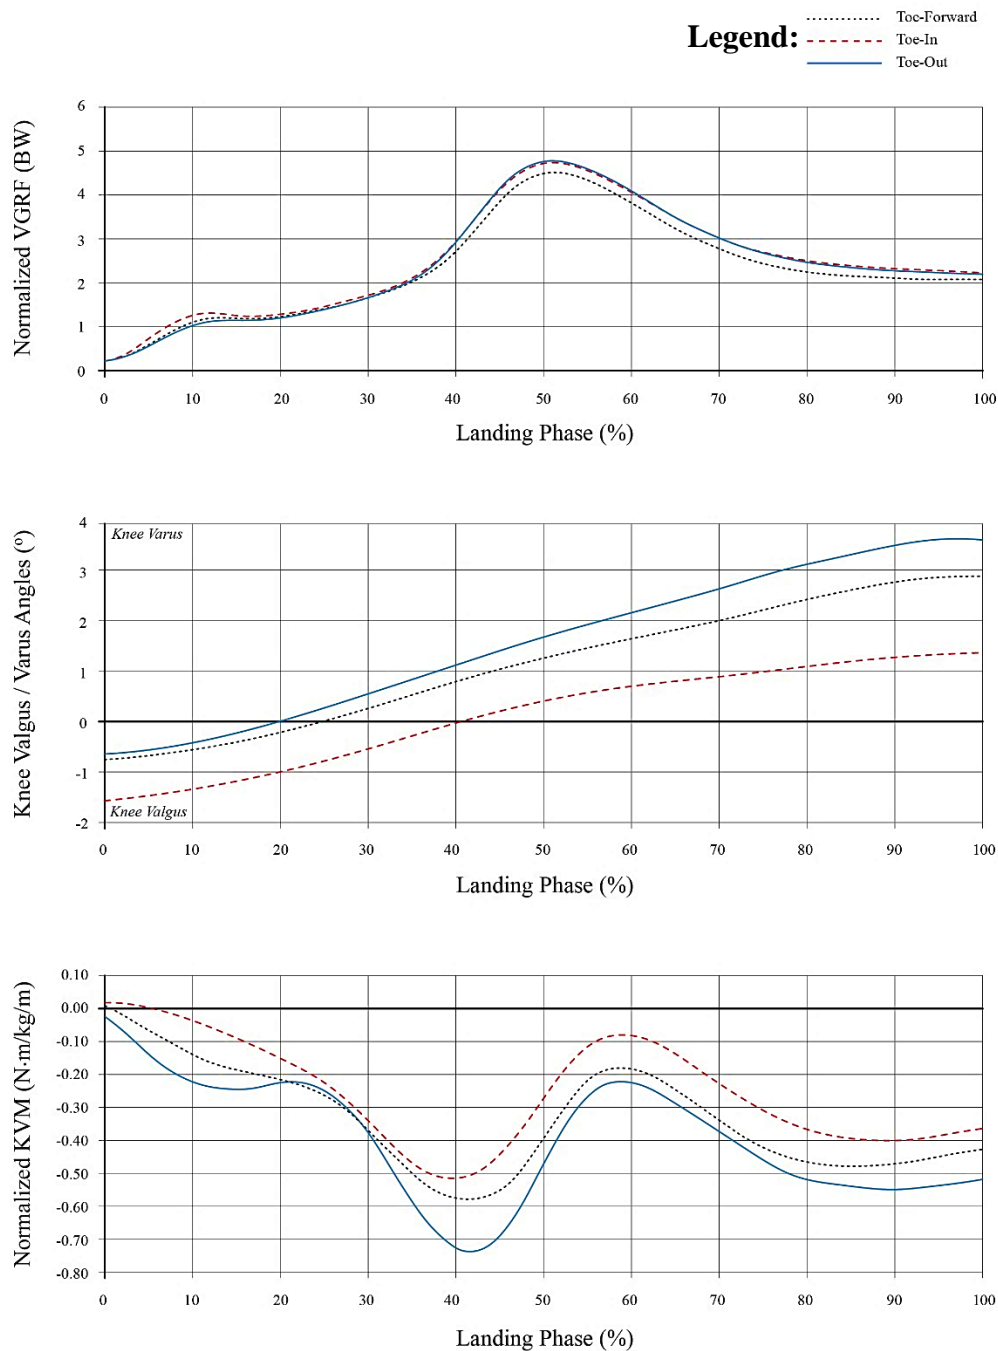 Legend:
Toe-Forward
Toe-In
Toe-Out
Normalized VGRF (BW)
6
5
4
3
2
1
0
0 10 20 30 40 50 60 70 80 90 100
Landing Phase (%)
Knee Valgus / Varus Angles (º)
4
Knee Varus
3
2
1
0
-1
Knee Valgus
-2
0 10 20 30 40 50 60 70 80 90 100
Landing Phase (%)
Normalized KVM (N·m/kg/m)
0.10
0.00
-0.10
-0.20
-0.30
-0.40
-0.50
-0.60
-0.70
-0.80
0 10 20 30 40 50 60 70 80 90 100
Landing Phase (%)